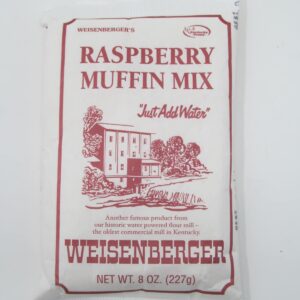 WEISENBERGER'S
RASPBERRY
MUFFIN MIX
"Just Add Water"
Another famous product from
our historic water powered flour mill –
the oldest commercial mill in Kentucky.
WEISENBERGER
NET WT. 8 OZ. (227g)